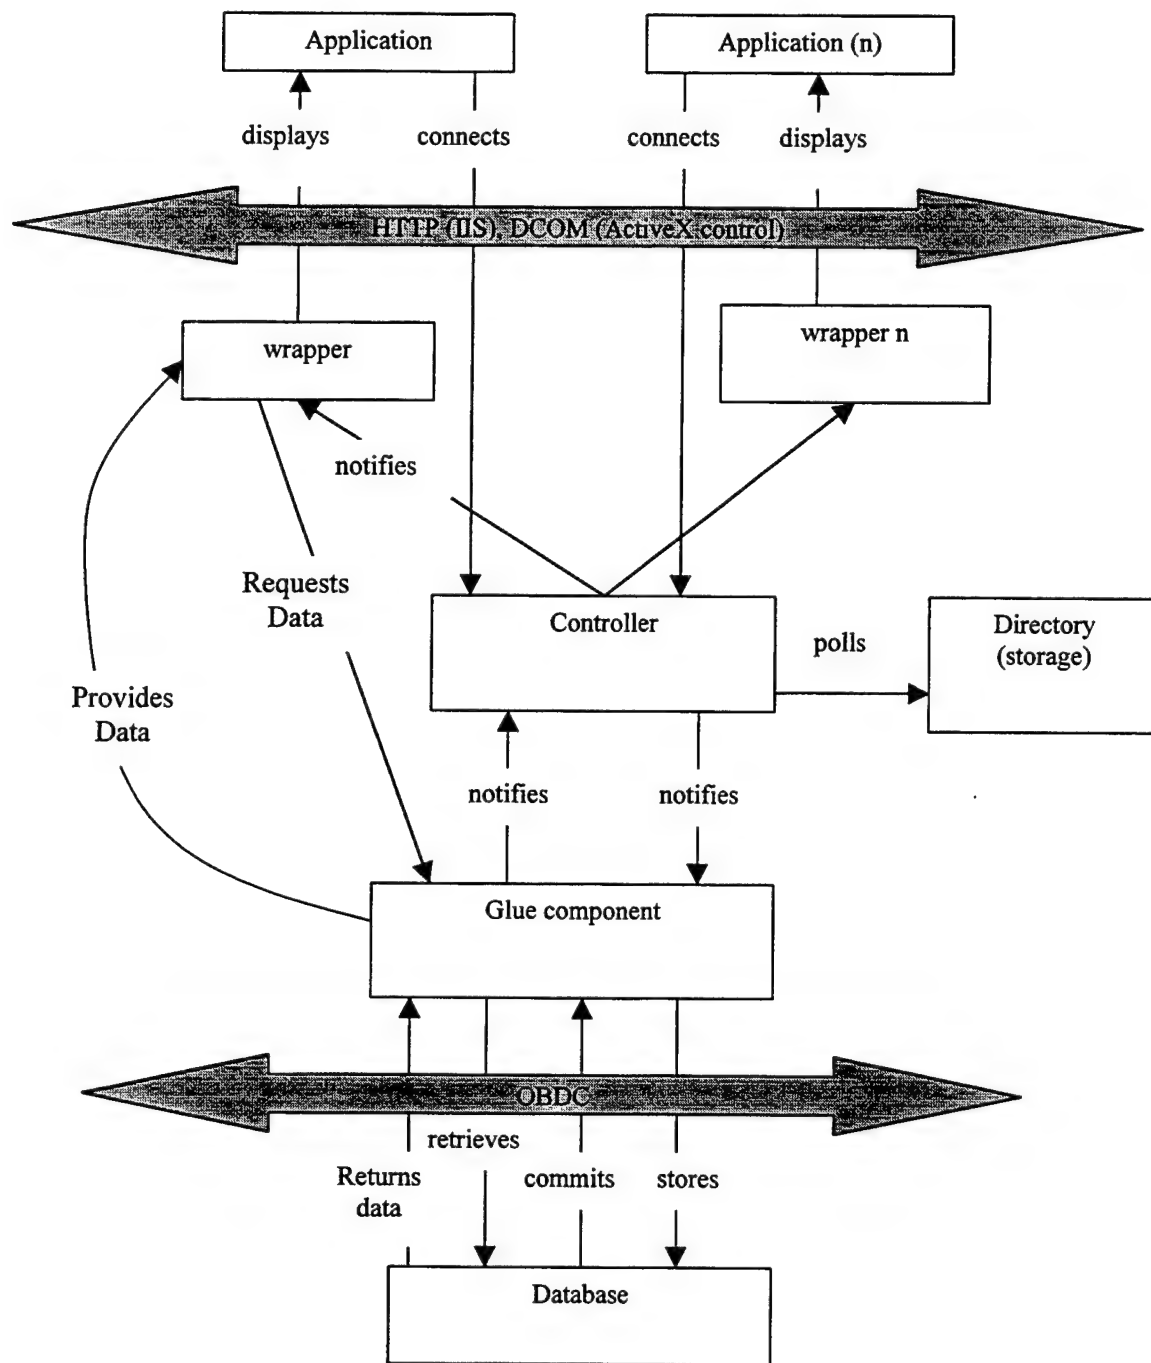 Application
Application (n)
displays
connects
connects
displays
HTTP (IIS), DCOM (ActiveX control)
wrapper
wrapper n
notifies
Requests
Data
Controller
polls
Directory
(storage)
Provides
Data
notifies
notifies
Glue component
OBDC
retrieves
Returns
data
commits
stores
Database